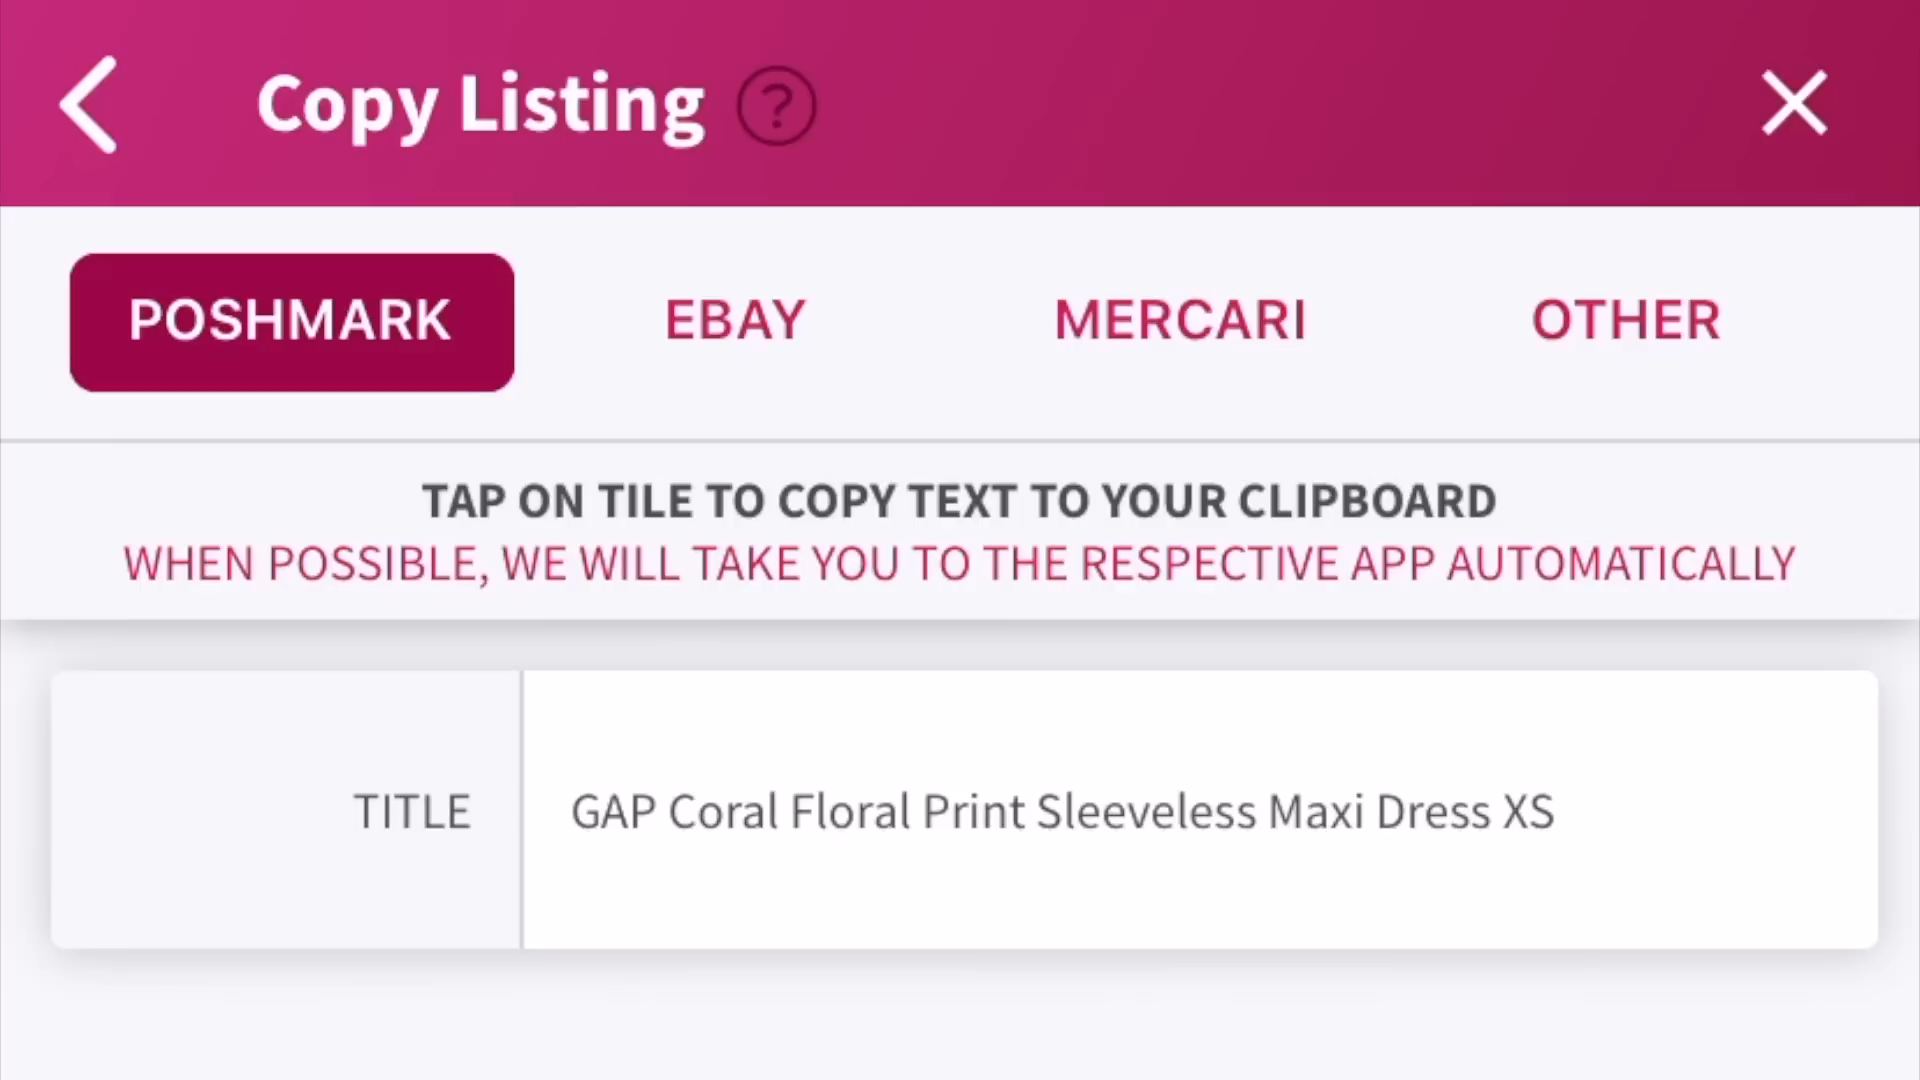 Copy Listing ?
POSHMARK EBAY MERCARI OTHER
TAP ON TILE TO COPY TEXT TO YOUR CLIPBOARD
WHEN POSSIBLE, WE WILL TAKE YOU TO THE RESPECTIVE APP AUTOMATICALLY
TITLE GAP Coral Floral Print Sleeveless Maxi Dress XS